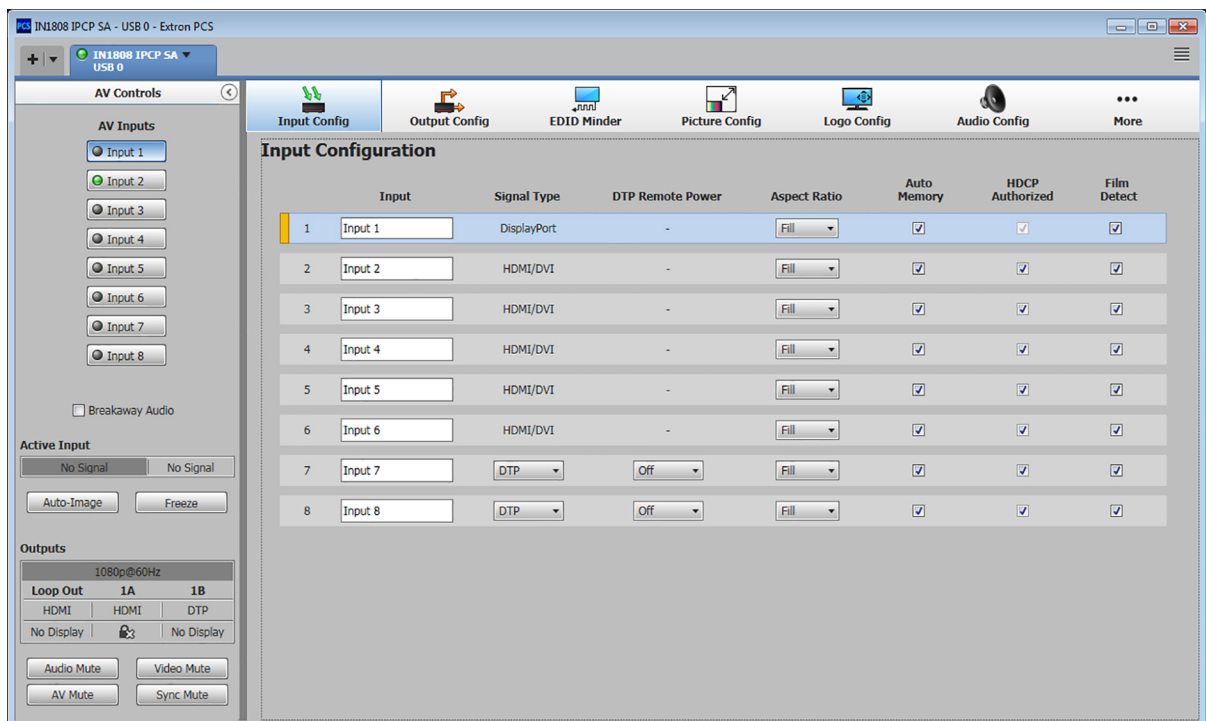 IN1808 IPCP SA - USB 0 - Extron PCS
IN1808 IPCP SA
USB 0
AV Controls
AV Inputs
Input 1
Input 2
Input 3
Input 4
Input 5
Input 6
Input 7
Input 8
Breakaway Audio
Active Input
No Signal No Signal
Auto-Image Freeze
Outputs
1080p@60Hz
Loop Out 1A 1B
HDMI HDMI DTP
No Display No Display
Audio Mute Video Mute
AV Mute Sync Mute
Input Config Output Config EDID Minder Picture Config Logo Config Audio Config More
Input Configuration
Input Signal Type DTP Remote Power Aspect Ratio Auto Memory HDCP Authorized Film Detect
1 Input 1 DisplayPort - Fill
2 Input 2 HDMI/DVI - Fill
3 Input 3 HDMI/DVI - Fill
4 Input 4 HDMI/DVI - Fill
5 Input 5 HDMI/DVI - Fill
6 Input 6 HDMI/DVI - Fill
7 Input 7 DTP Off Fill
8 Input 8 DTP Off Fill